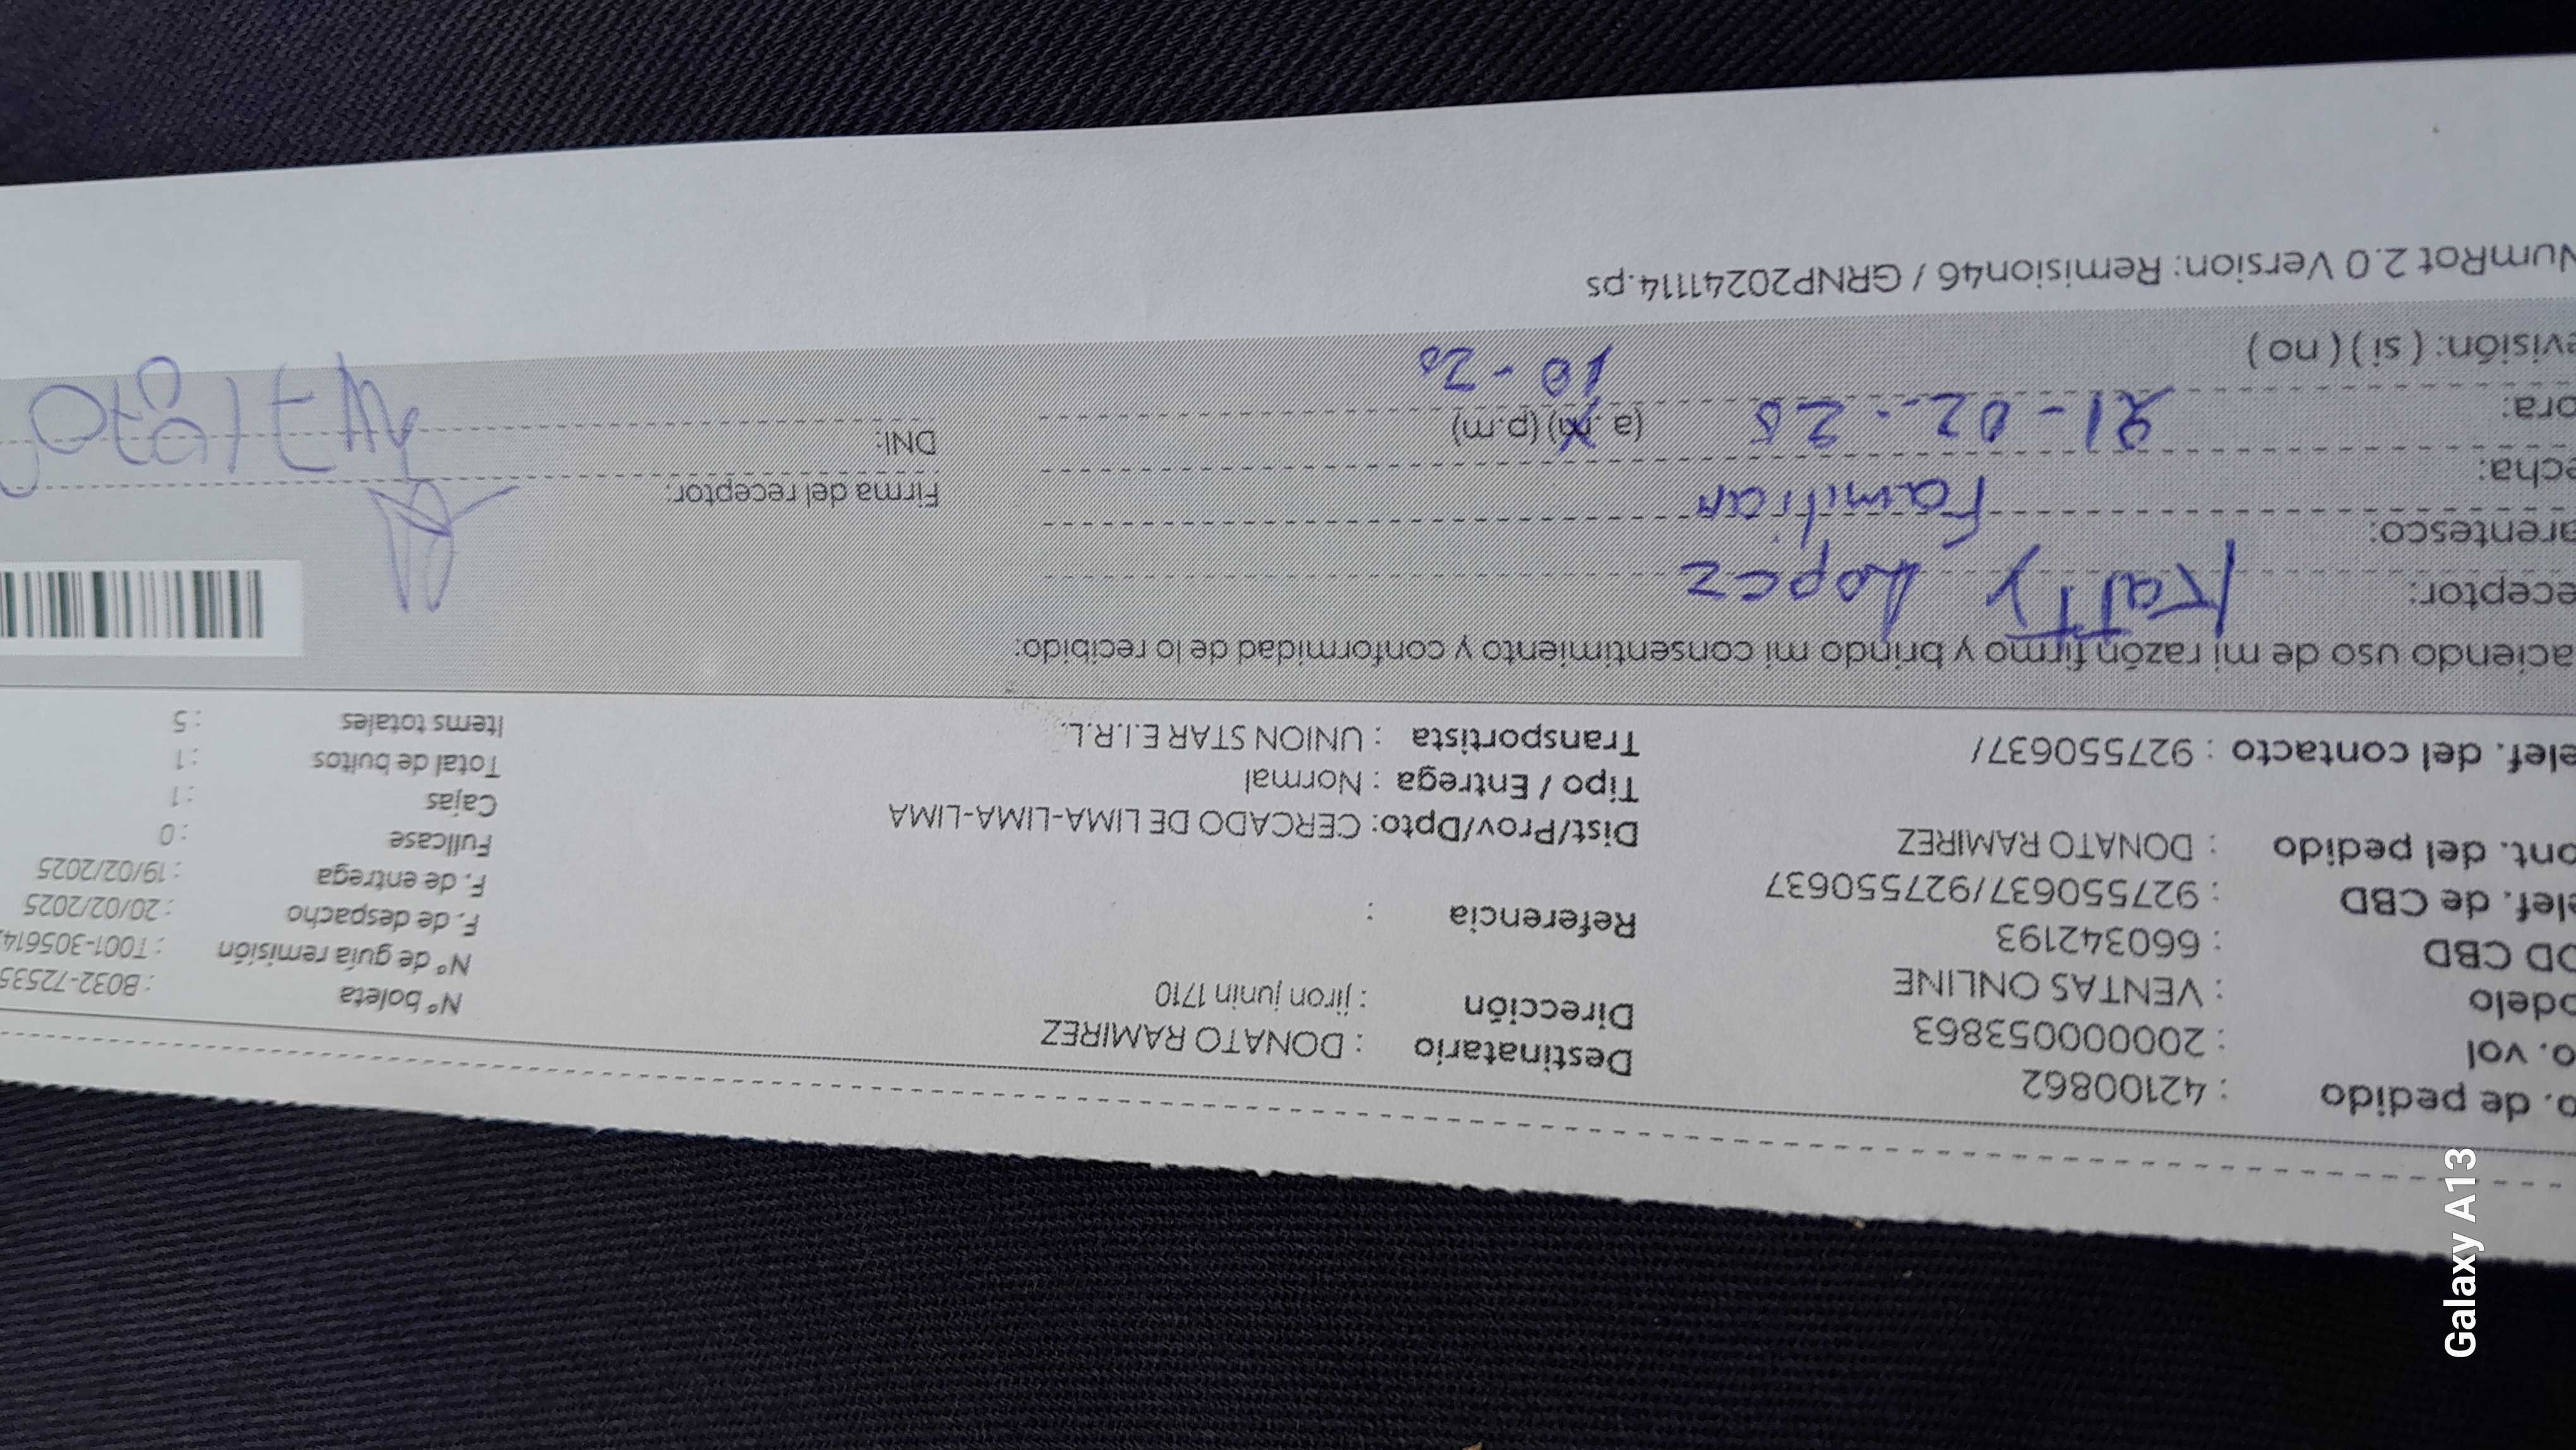 o. de pedido : 42100862
o. vol : 200000053863
odelo : VENTAS ONLINE
OD CBD : 660342193
elef. de CBD : 927550637/927550637
ont. del pedido : DONATO RAMIREZ
elef. del contacto : 927550637/
Destinatario : DONATO RAMIREZ
Dirección : jiron junin 1710
Referencia :
Dist/Prov/Dpto: CERCADO DE LIMA-LIMA-LIMA
Tipo / Entrega : Normal
Transportista : UNION STAR E.I.R.L.
N° boleta : B032-72535
N° de guía remisión : T001-305614
F. de despacho : 20/02/2025
F. de entrega : 19/02/2025
Fullcase : 0
Cajas : 1
Total de bultos : 1
Items totales : 5
aciendo uso de mi razón firmo y brindo mi consentimiento y conformidad de lo recibido:
eceptor: Katty Lopez
arentesco: Familiar
echa: 21-02-25
ora: 10-20 (a.m) (p.m)
evisión: ( si ) ( no )
Firma del receptor:
DNI:
NumRot 2.0 Version: Remision46 / GRNP20241114.ps
Galaxy A13